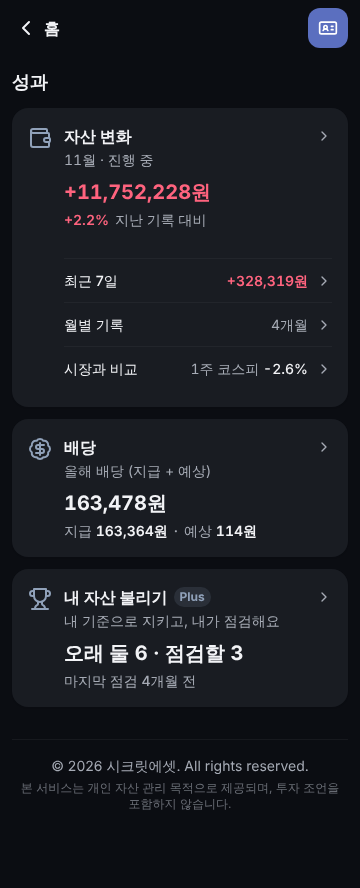 홈
성과
자산 변화
11월 · 진행 중
+11,752,228원
+2.2% 지난 기록 대비
최근 7일 +328,319원
월별 기록 4개월
시장과 비교 1주 코스피 -2.6%
배당
올해 배당 (지급 + 예상)
163,478원
지급 163,364원 · 예상 114원
내 자산 불리기 Plus
내 기준으로 지키고, 내가 점검해요
오래 둘 6 · 점검할 3
마지막 점검 4개월 전
© 2026 시크릿에셋. All rights reserved.
본 서비스는 개인 자산 관리 목적으로 제공되며, 투자 조언을
포함하지 않습니다.